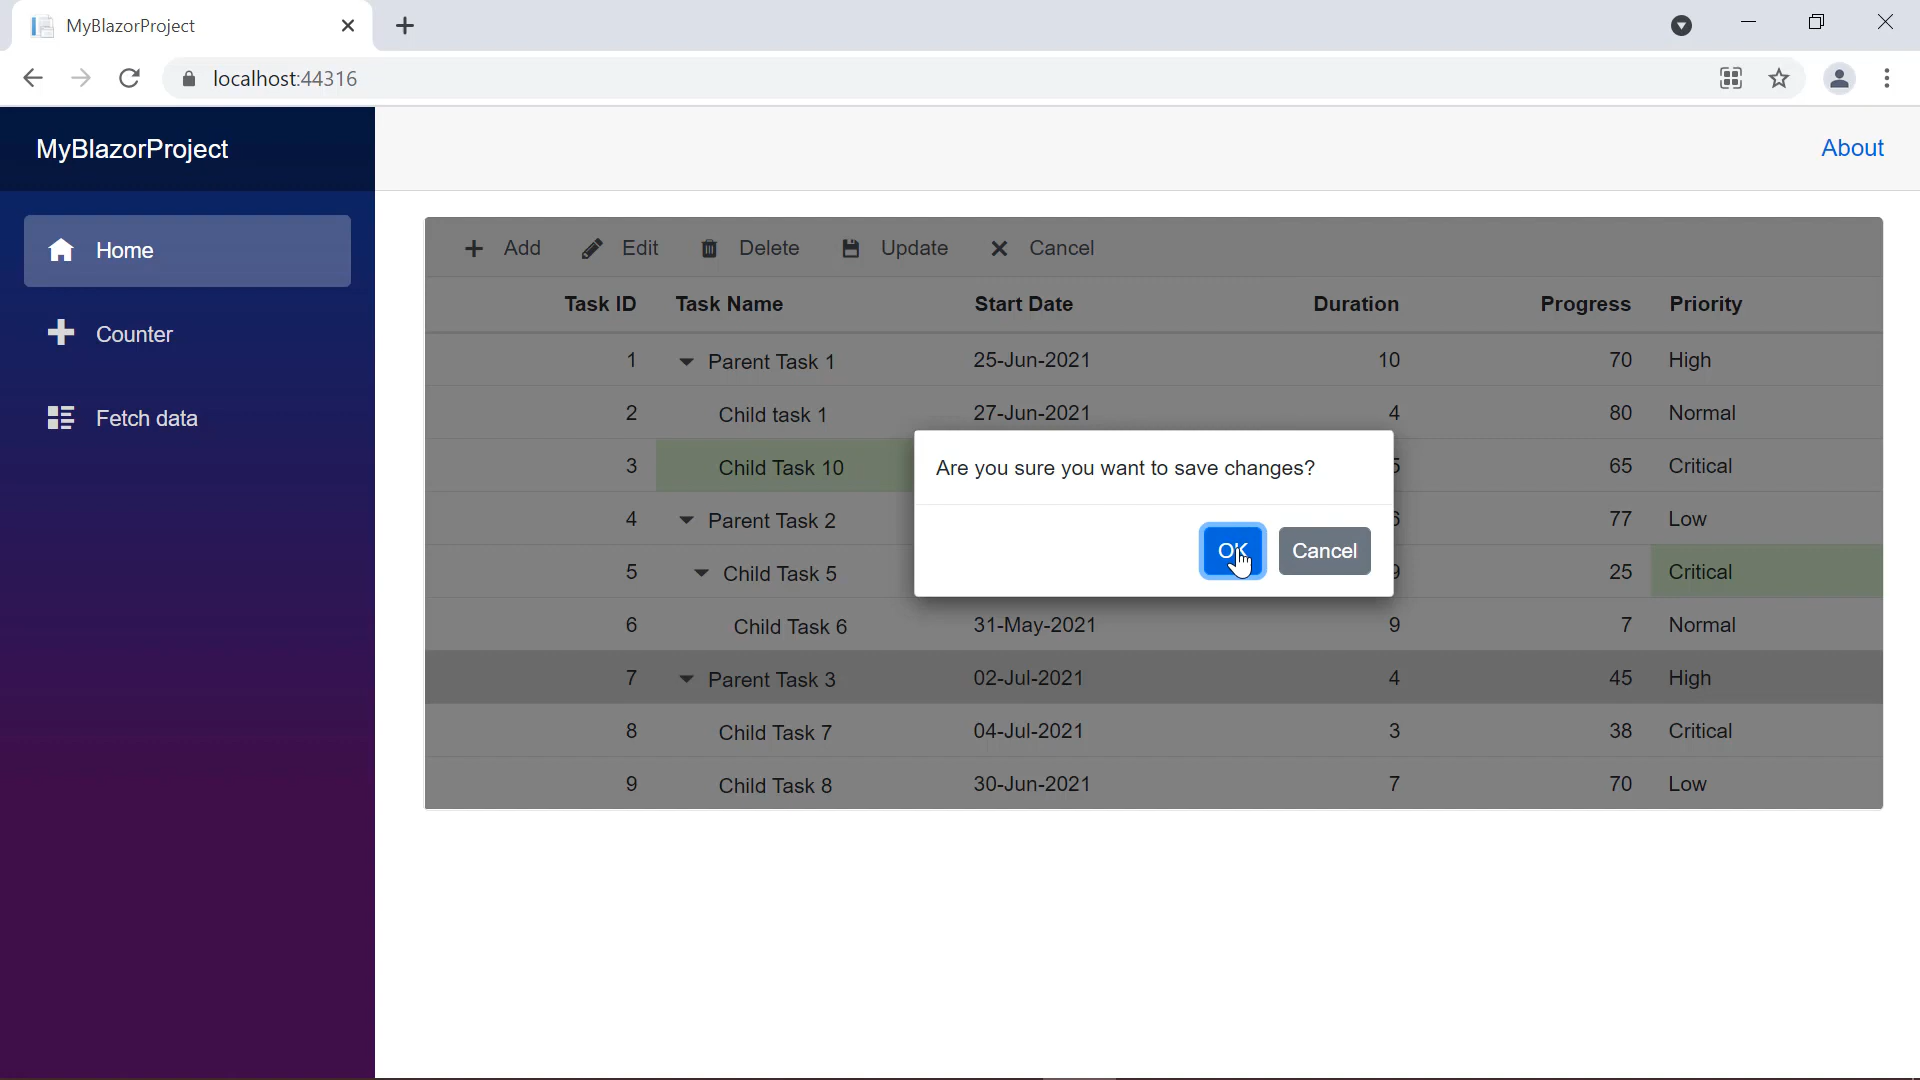 MyBlazorProject
localhost:44316
MyBlazorProject
About
Home
Counter
Fetch data
Add Edit Delete Update Cancel
Task ID Task Name Start Date Duration Progress Priority
1 Parent Task 1 25-Jun-2021 10 70 High
2 Child task 1 27-Jun-2021 4 80 Normal
3 Child Task 10 65 Critical
4 Parent Task 2 77 Low
5 Child Task 5 25 Critical
6 Child Task 6 31-May-2021 9 7 Normal
7 Parent Task 3 02-Jul-2021 4 45 High
8 Child Task 7 04-Jul-2021 3 38 Critical
9 Child Task 8 30-Jun-2021 7 70 Low
Are you sure you want to save changes?
OK Cancel